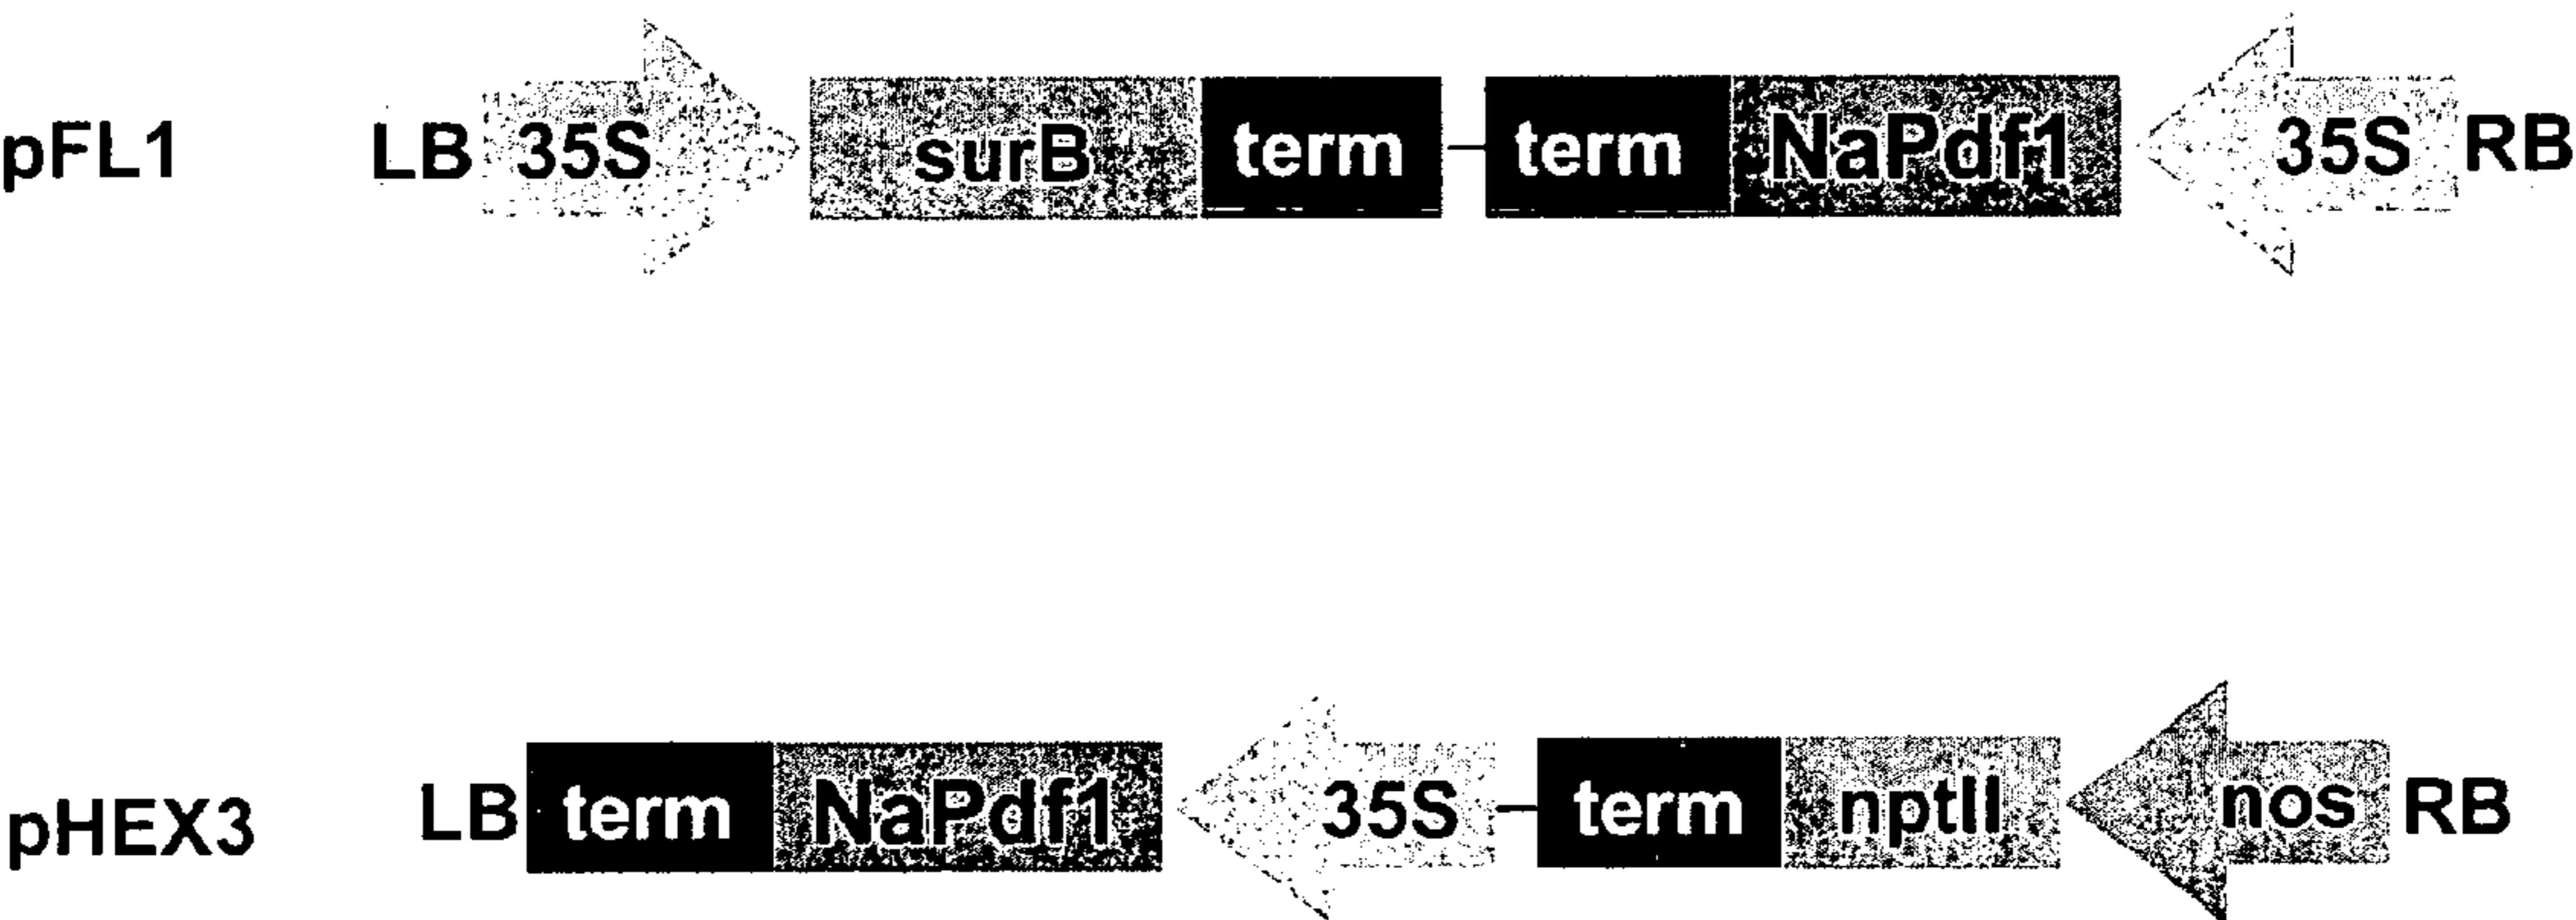 pFL1 LB 35S surB term term NaPdf1 35S RB
pHEX3 LB term NaPdf1 35S term nptII nos RB